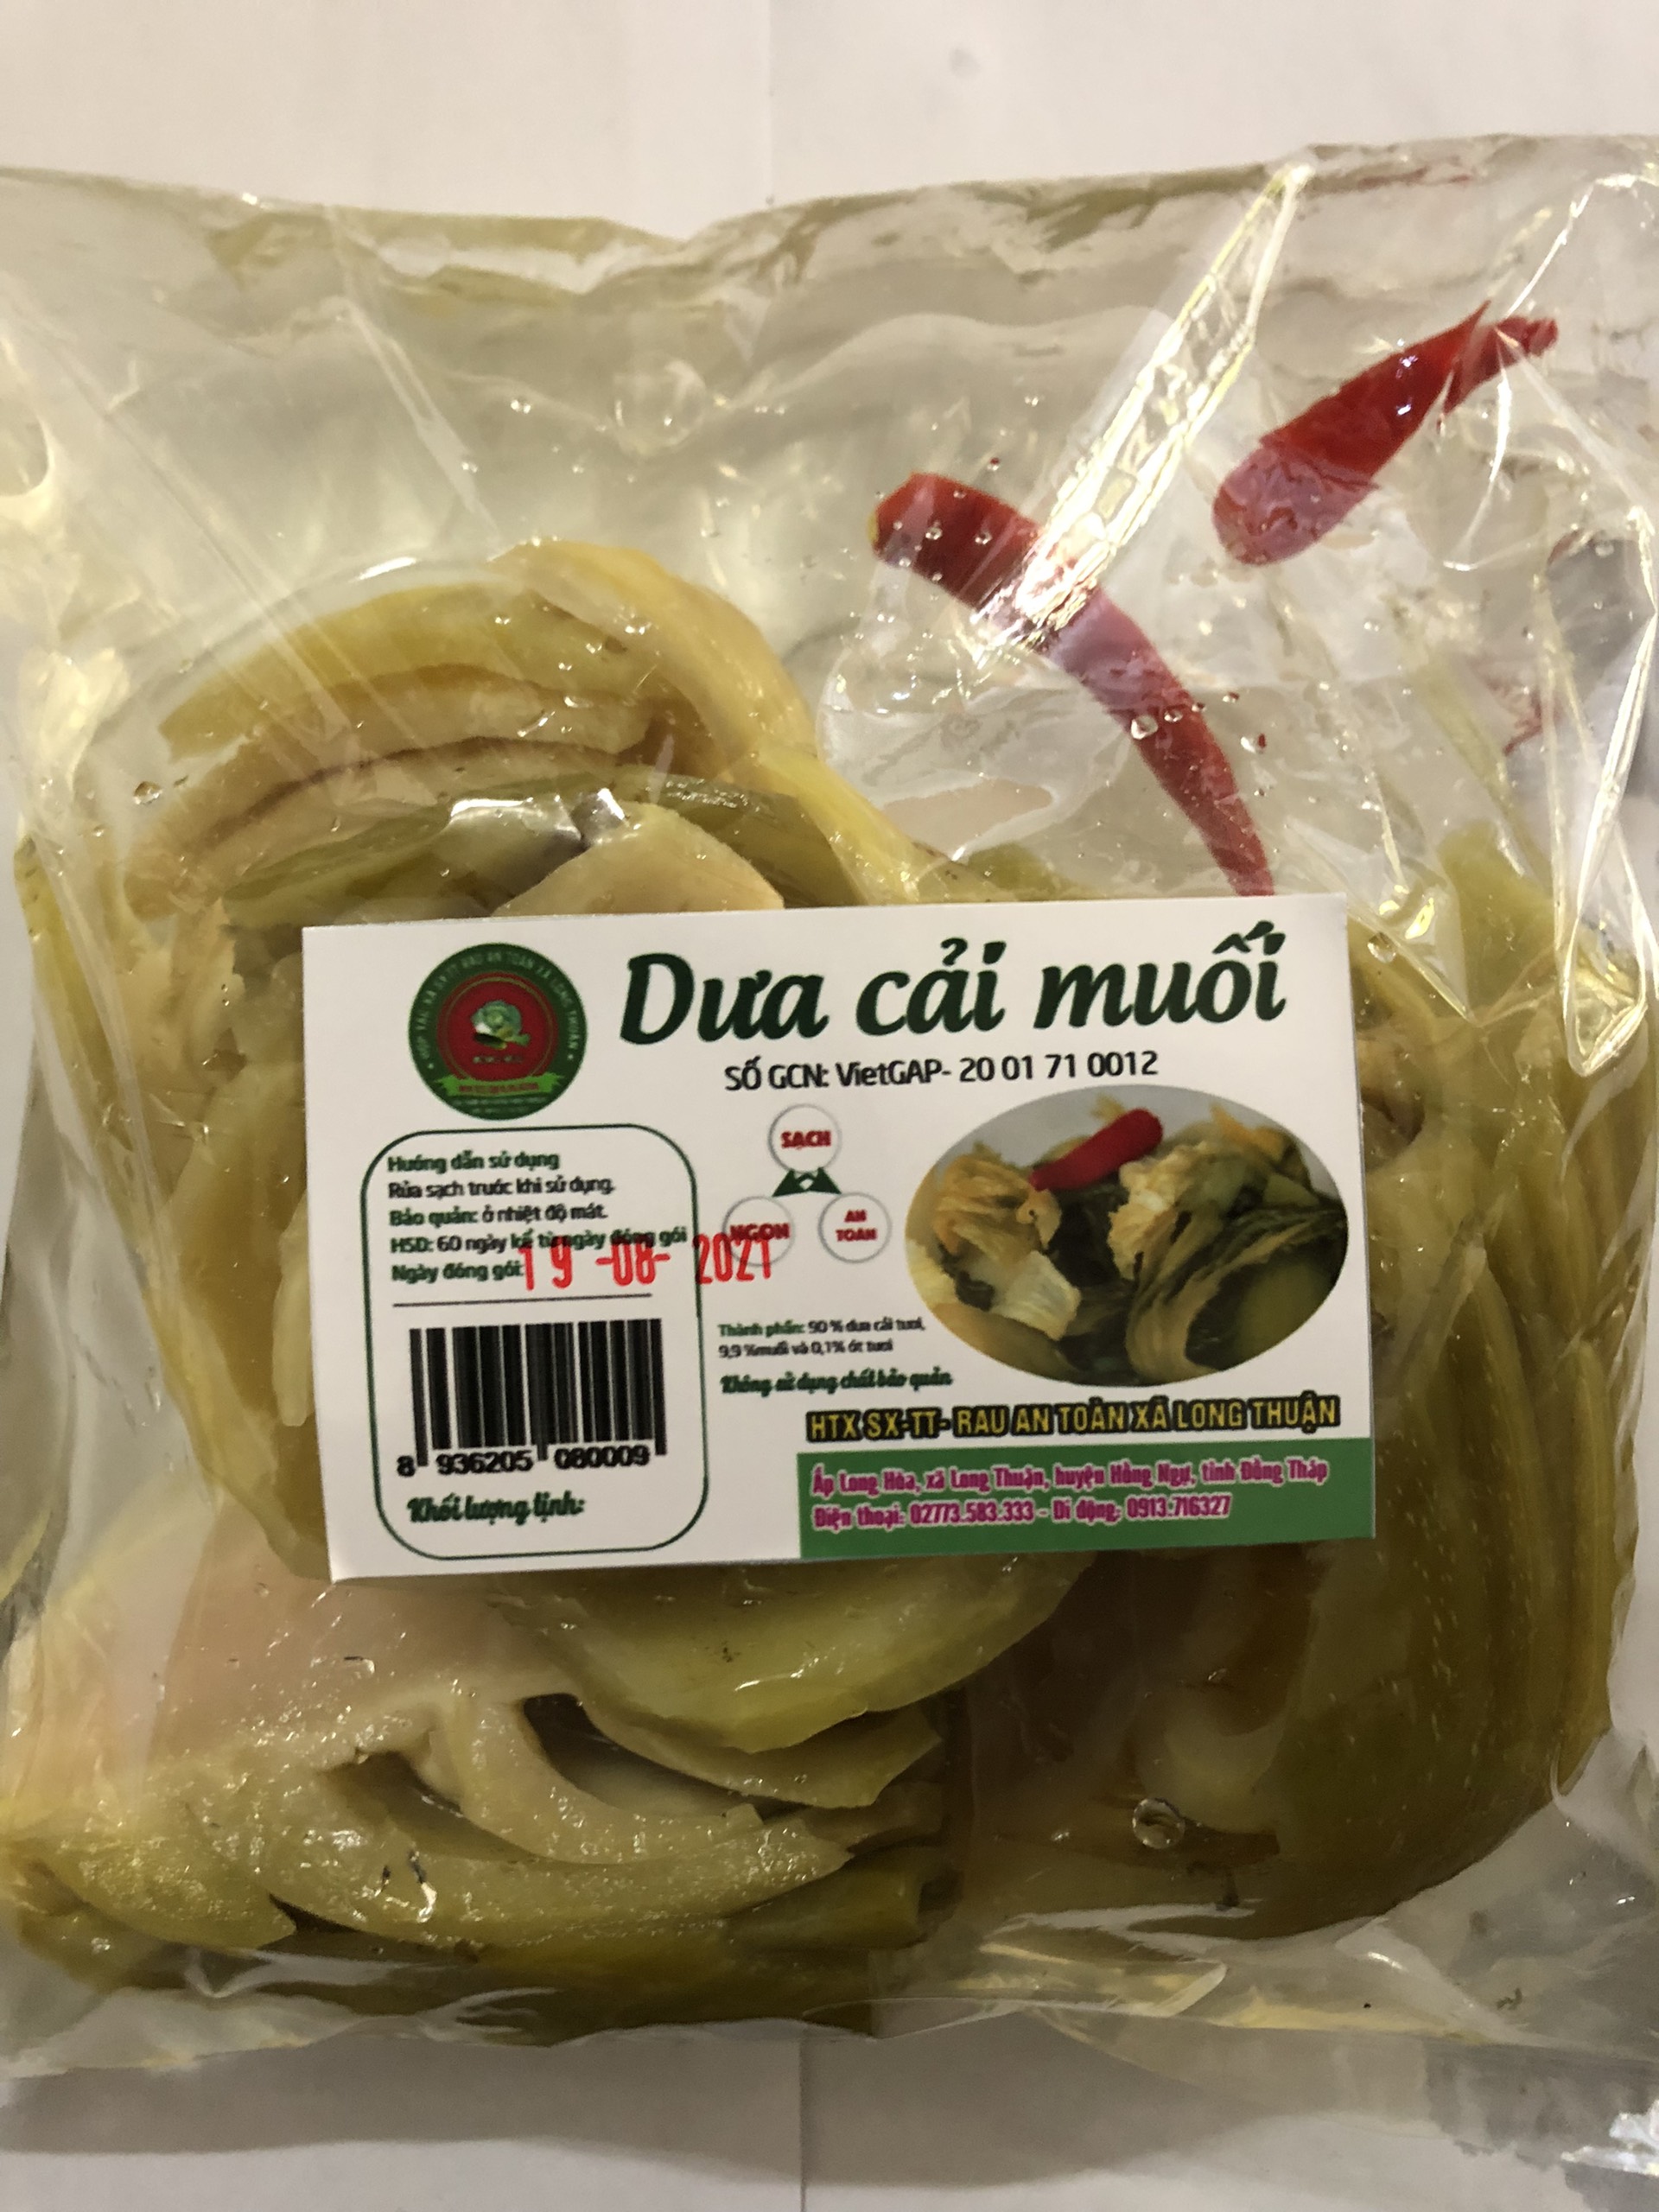 Dưa cải muối
SỐ GCN: VietGAP- 20 01 71 0012
Hướng dẫn sử dụng
Rửa sạch trước khi sử dụng.
Bảo quản: ở nhiệt độ mát.
HSD: 60 ngày kể từ ngày đóng gói
Ngày đóng gói:
19 -08- 2021
8 936205 080009
Khối lượng tịnh:
SẠCH
NGON
AN
TOÀN
Thành phần: 90 % dưa cải tươi,
9,9 %muối và 0,1% ớt tươi
Không sử dụng chất bảo quản
HTX SX-TT- RAU AN TOÀN XÃ LONG THUẬN
Ấp Long Hòa, xã Long Thuận, huyện Hồng Ngự, tỉnh Đồng Tháp
Điện thoại: 02773.583.333 - Di động: 0913.716327